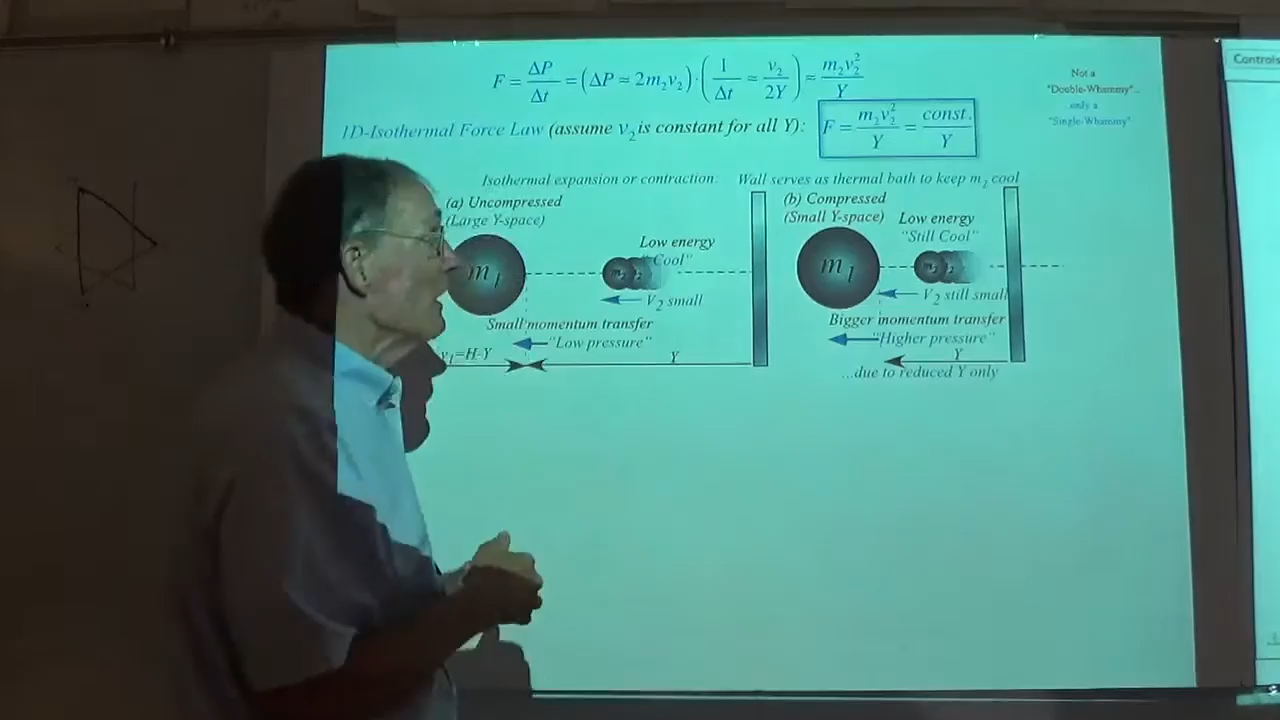 F = ΔP/Δt = (ΔP ≈ 2m₂v₂)·(1/Δt ≈ v₂/2Y) ≈ m₂v₂²/Y
1D-Isothermal Force Law (assume v₂ is constant for all Y): F = m₂v₂²/Y = const./Y
Not a
"Double-Whammy"...
only a
"Single-Whammy"
Controls
Isothermal expansion or contraction: Wall serves as thermal bath to keep m₂ cool
(a) Uncompressed
(Large Y-space)
Low energy
"Cool"
m₁
m₂ 2
V₂ small
Small momentum transfer
"Low pressure"
y₁=H-Y
Y
(b) Compressed
(Small Y-space)
Low energy
"Still Cool"
m₁
m₂ 2
V₂ still small
Bigger momentum transfer
"Higher pressure"
Y
...due to reduced Y only